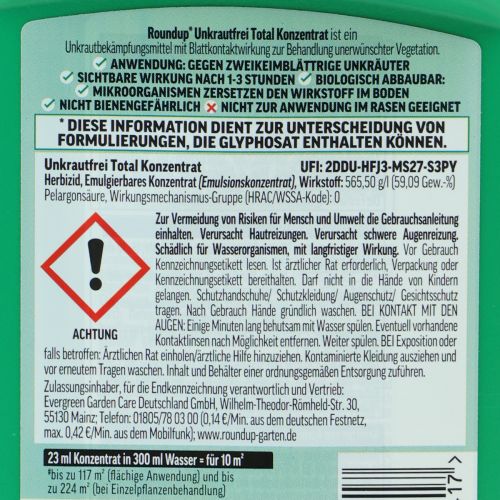 Roundup® Unkrautfrei Total Konzentrat ist ein
Unkrautbekämpfungsmittel mit Blattkontaktwirkung zur Behandlung unerwünschter Vegetation.
✓ ANWENDUNG: GEGEN ZWEIKEIMBLÄTTRIGE UNKRÄUTER
✓ SICHTBARE WIRKUNG NACH 1-3 STUNDEN ✓ BIOLOGISCH ABBAUBAR:
✓ MIKROORGANISMEN ZERSETZEN DEN WIRKSTOFF IM BODEN
✓ NICHT BIENENGEFÄHRLICH ✗ NICHT ZUR ANWENDUNG IM RASEN GEEIGNET
* DIESE INFORMATION DIENT ZUR UNTERSCHEIDUNG VON
FORMULIERUNGEN, DIE GLYPHOSAT ENTHALTEN KÖNNEN.
Unkrautfrei Total Konzentrat UFI: 2DDU-HFJ3-MS27-S3PY
Herbizid, Emulgierbares Konzentrat (Emulsionskonzentrat), Wirkstoff: 565,50 g/l (59,09 Gew.-%)
Pelargonsäure, Wirkungsmechanismus-Gruppe (HRAC/WSSA-Kode): 0
Zur Vermeidung von Risiken für Mensch und Umwelt die Gebrauchsanleitung
einhalten. Verursacht Hautreizungen. Verursacht schwere Augenreizung.
Schädlich für Wasserorganismen, mit langfristiger Wirkung. Vor Gebrauch
Kennzeichnungsetikett lesen. Ist ärztlicher Rat erforderlich, Verpackung oder
Kennzeichnungsetikett bereithalten. Darf nicht in die Hände von Kindern
gelangen. Schutzhandschuhe/ Schutzkleidung/ Augenschutz/ Gesichtsschutz
tragen. Nach Gebrauch Hände gründlich waschen. BEI KONTAKT MIT DEN
AUGEN: Einige Minuten lang behutsam mit Wasser spülen. Eventuell vorhandene
Kontaktlinsen nach Möglichkeit entfernen. Weiter spülen. BEI Exposition oder
ACHTUNG
falls betroffen: Ärztlichen Rat einholen/ärztliche Hilfe hinzuziehen. Kontaminierte Kleidung ausziehen und
vor erneutem Tragen waschen. Inhalt und Behälter einer ordnungsgemäßen Entsorgung zuführen.
Zulassungsinhaber, für die Endkennzeichnung verantwortlich und Vertrieb:
Evergreen Garden Care Deutschland GmbH, Wilhelm-Theodor-Römheld-Str. 30,
55130 Mainz; Telefon: 01805/78 03 00 (0,14 €/Min. aus dem deutschen Festnetz,
max. 0,42 €/Min. aus dem Mobilfunk); www.roundup-garten.de
23 ml Konzentrat in 300 ml Wasser = für 10 m²
*bis zu 117 m² (flächige Anwendung) und bis
zu 224 m² (bei Einzelpflanzenbehandlung)